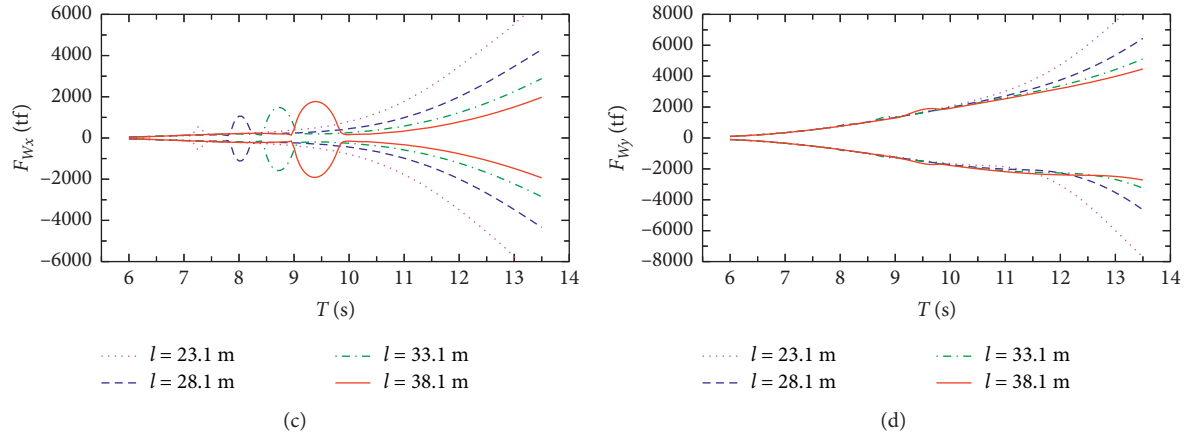 6000
4000
2000
0
−2000
−4000
−6000
F_Wx (tf)
6 7 8 9 10 11 12 13 14
T (s)
l = 23.1 m
l = 28.1 m
l = 33.1 m
l = 38.1 m
(c)
8000
6000
4000
2000
0
−2000
−4000
−6000
−8000
F_Wy (tf)
6 7 8 9 10 11 12 13 14
T (s)
l = 23.1 m
l = 28.1 m
l = 33.1 m
l = 38.1 m
(d)